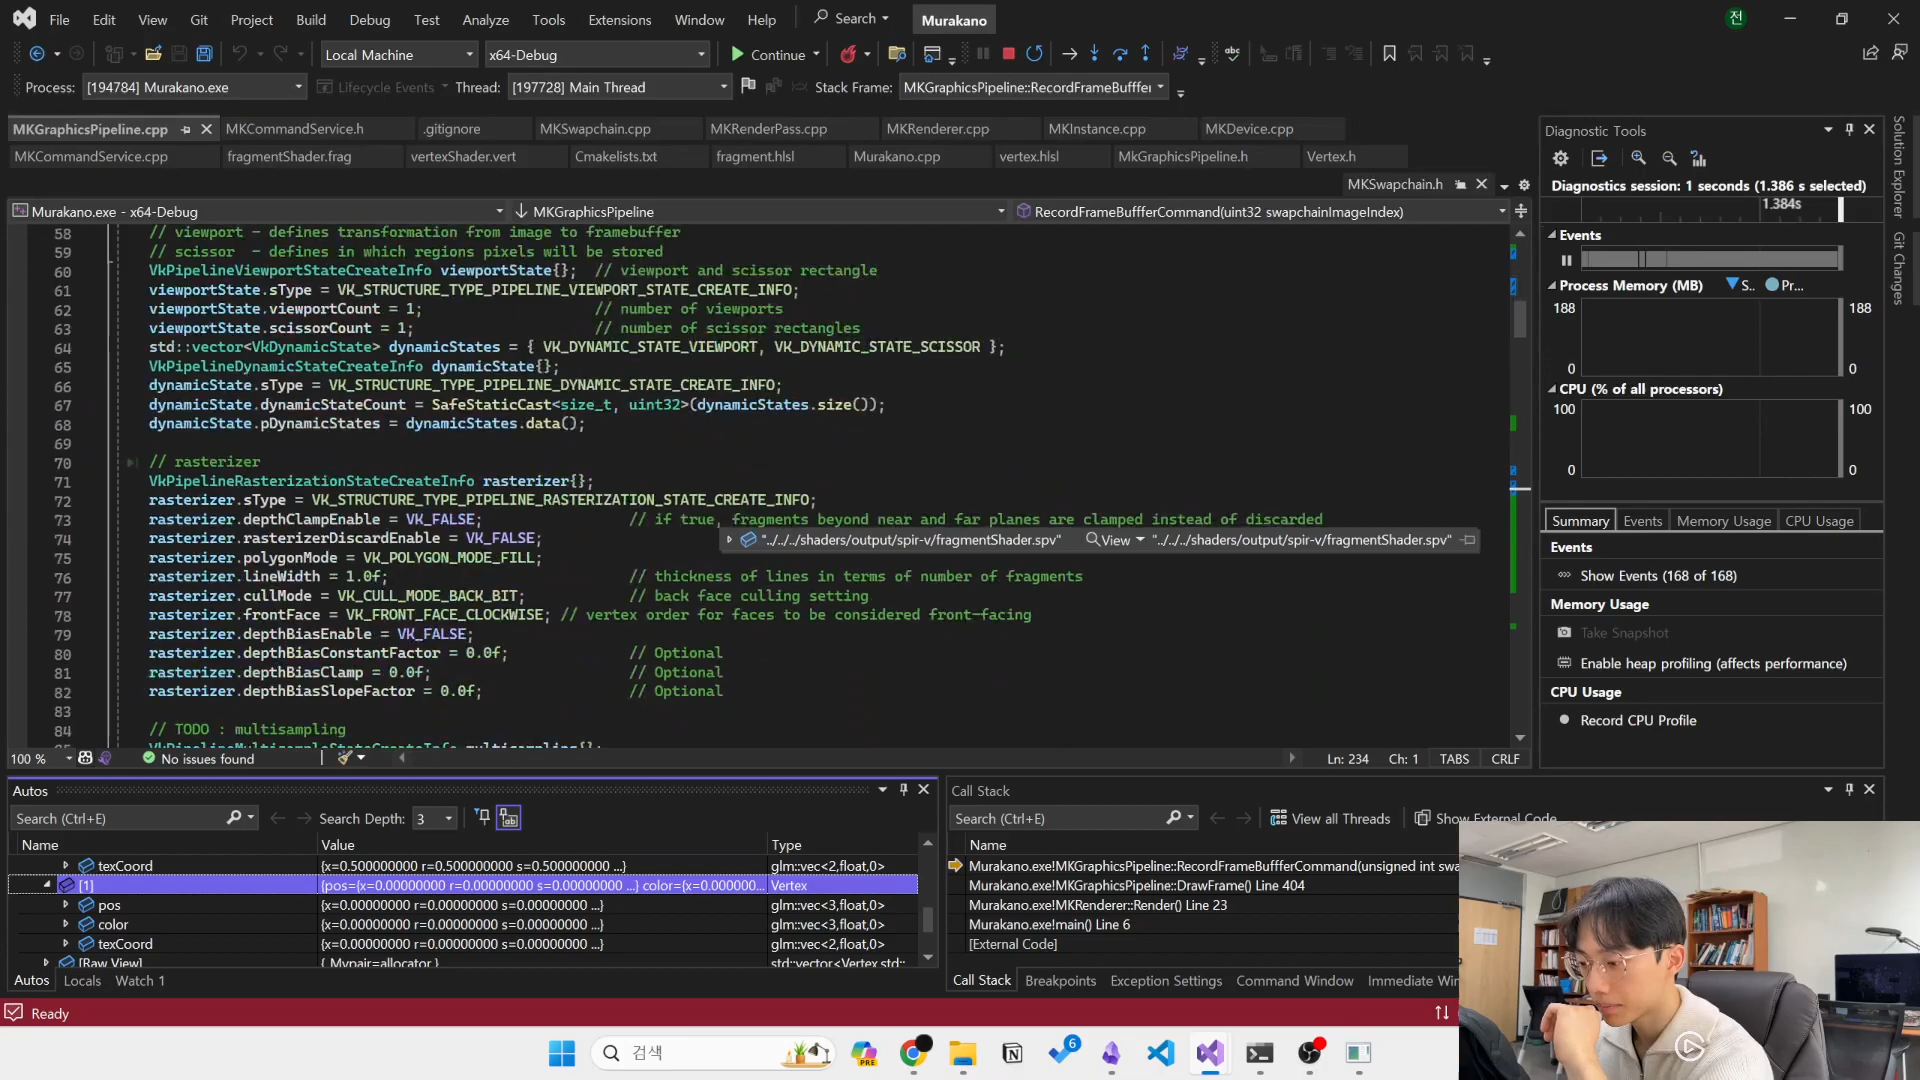 File Edit View Git Project Build Debug Test Analyze Tools Extensions Window Help Search Murakano 전
Local Machine x64-Debug Continue
Process: [194784] Murakano.exe Lifecycle Events Thread: [197728] Main Thread Stack Frame: MKGraphicsPipeline::RecordFrameBuffer
MKGraphicsPipeline.cpp MKCommandService.h .gitignore MKSwapchain.cpp MKRenderPass.cpp MKRenderer.cpp MKInstance.cpp MKDevice.cpp
MKCommandService.cpp fragmentShader.frag vertexShader.vert Cmakelists.txt fragment.hlsl Murakano.cpp vertex.hlsl MkGraphicsPipeline.h Vertex.h
MKSwapchain.h
Murakano.exe - x64-Debug MKGraphicsPipeline RecordFrameBuffferCommand(uint32 swapchainImageIndex)
58 // viewport - defines transformation from image to framebuffer
59 // scissor - defines in which regions pixels will be stored
60 VkPipelineViewportStateCreateInfo viewportState{}; // viewport and scissor rectangle
61 viewportState.sType = VK_STRUCTURE_TYPE_PIPELINE_VIEWPORT_STATE_CREATE_INFO;
62 viewportState.viewportCount = 1; // number of viewports
63 viewportState.scissorCount = 1; // number of scissor rectangles
64 std::vector<VkDynamicState> dynamicStates = { VK_DYNAMIC_STATE_VIEWPORT, VK_DYNAMIC_STATE_SCISSOR };
65 VkPipelineDynamicStateCreateInfo dynamicState{};
66 dynamicState.sType = VK_STRUCTURE_TYPE_PIPELINE_DYNAMIC_STATE_CREATE_INFO;
67 dynamicState.dynamicStateCount = SafeStaticCast<size_t, uint32>(dynamicStates.size());
68 dynamicState.pDynamicStates = dynamicStates.data();
69
70 // rasterizer
71 VkPipelineRasterizationStateCreateInfo rasterizer{};
72 rasterizer.sType = VK_STRUCTURE_TYPE_PIPELINE_RASTERIZATION_STATE_CREATE_INFO;
73 rasterizer.depthClampEnable = VK_FALSE; // if true, fragments beyond near and far planes are clamped instead of discarded
74 rasterizer.rasterizerDiscardEnable = VK_FALSE;
"../../../shaders/output/spir-v/fragmentShader.spv" View "../../../shaders/output/spir-v/fragmentShader.spv"
75 rasterizer.polygonMode = VK_POLYGON_MODE_FILL;
76 rasterizer.lineWidth = 1.0f; // thickness of lines in terms of number of fragments
77 rasterizer.cullMode = VK_CULL_MODE_BACK_BIT; // back face culling setting
78 rasterizer.frontFace = VK_FRONT_FACE_CLOCKWISE; // vertex order for faces to be considered front-facing
79 rasterizer.depthBiasEnable = VK_FALSE;
80 rasterizer.depthBiasConstantFactor = 0.0f; // Optional
81 rasterizer.depthBiasClamp = 0.0f; // Optional
82 rasterizer.depthBiasSlopeFactor = 0.0f; // Optional
83
84 // TODO : multisampling
100 % No issues found Ln: 234 Ch: 1 TABS CRLF
Diagnostic Tools
Diagnostics session: 1 seconds (1.386 s selected)
1.384s
Events
Process Memory (MB) S.. Pr...
188 188
0 0
CPU (% of all processors)
100 100
0 0
Summary Events Memory Usage CPU Usage
Events
Show Events (168 of 168)
Memory Usage
Take Snapshot
Enable heap profiling (affects performance)
CPU Usage
Record CPU Profile
Solution Explorer
Git Changes
Autos
Search (Ctrl+E) Search Depth: 3
Name Value Type
texCoord {x=0.500000000 r=0.500000000 s=0.500000000 ...} glm::vec<2,float,0>
[1] {pos={x=0.00000000 r=0.00000000 s=0.00000000 ...} color={x=0.000000... Vertex
pos {x=0.00000000 r=0.00000000 s=0.00000000 ...} glm::vec<3,float,0>
color {x=0.00000000 r=0.00000000 s=0.00000000 ...} glm::vec<3,float,0>
texCoord {x=0.00000000 r=0.00000000 s=0.00000000 ...} glm::vec<2,float,0>
[Raw View] {_Mypair=allocator } std::vector<Vertex,std::
Autos Locals Watch 1
Call Stack
Search (Ctrl+E) View all Threads Show External Code
Name
Murakano.exe!MKGraphicsPipeline::RecordFrameBuffferCommand(unsigned int swa
Murakano.exe!MKGraphicsPipeline::DrawFrame() Line 404
Murakano.exe!MKRenderer::Render() Line 23
Murakano.exe!main() Line 6
[External Code]
Call Stack Breakpoints Exception Settings Command Window Immediate Win
Ready
검색 PRE 6